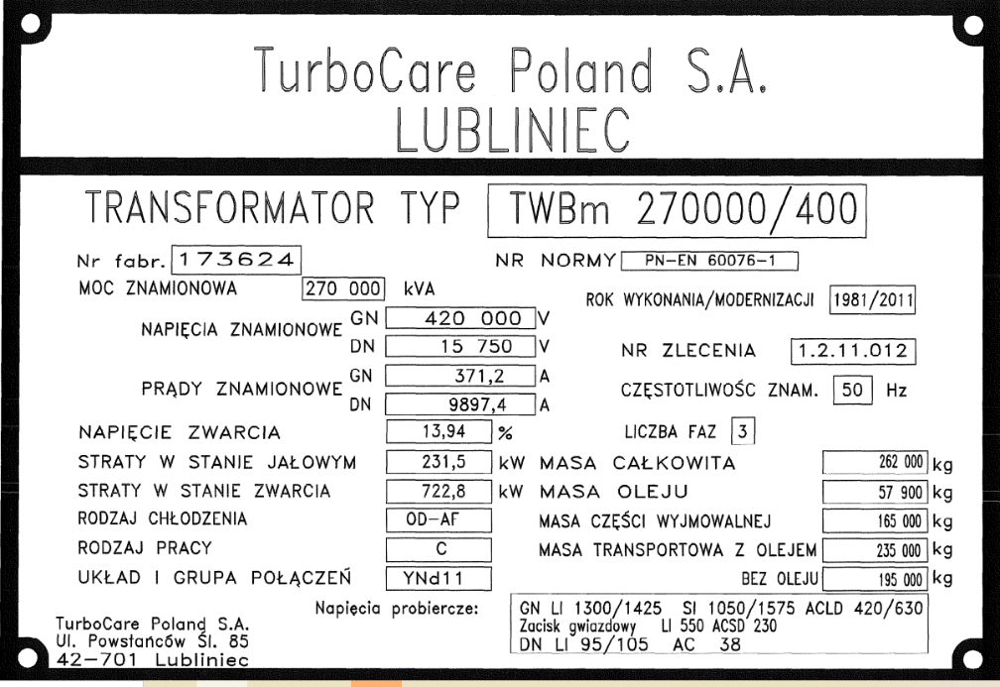 TurboCare Poland S.A.
LUBLINIEC
TRANSFORMATOR TYP TWBm 270000/400
Nr fabr. 173624 NR NORMY PN-EN 60076-1
MOC ZNAMIONOWA 270 000 kVA ROK WYKONANIA/MODERNIZACJI 1981/2011
NAPIĘCIA ZNAMIONOWE GN 420 000 V
DN 15 750 V NR ZLECENIA 1.2.11.012
PRĄDY ZNAMIONOWE GN 371,2 A
DN 9897,4 A CZĘSTOTLIWOŚC ZNAM. 50 Hz
NAPIĘCIE ZWARCIA 13,94 % LICZBA FAZ 3
STRATY W STANIE JAŁOWYM 231,5 kW MASA CAŁKOWITA 262 000 kg
STRATY W STANIE ZWARCIA 722,8 kW MASA OLEJU 57 900 kg
RODZAJ CHŁODZENIA OD-AF MASA CZĘŚCI WYJMOWALNEJ 165 000 kg
RODZAJ PRACY C MASA TRANSPORTOWA Z OLEJEM 235 000 kg
UKŁAD I GRUPA POŁĄCZEŃ YNd11 BEZ OLEJU 195 000 kg
Napięcia probiercze: GN LI 1300/1425 SI 1050/1575 ACLD 420/630
Zacisk gwiazdowy LI 550 ACSD 230
DN LI 95/105 AC 38
TurboCare Poland S.A.
Ul. Powstańców Śl. 85
42-701 Lubliniec